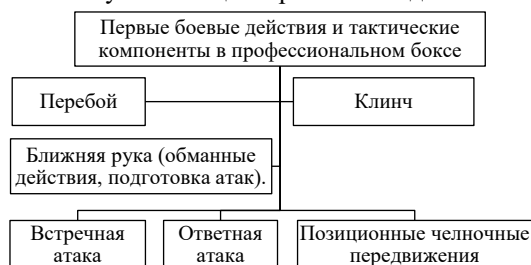 Первые боевые действия и тактические
компоненты в профессиональном боксе
Перебой
Клинч
Ближняя рука (обманные
действия, подготовка атак).
Встречная
атака
Ответная
атака
Позиционные челночные
передвижения